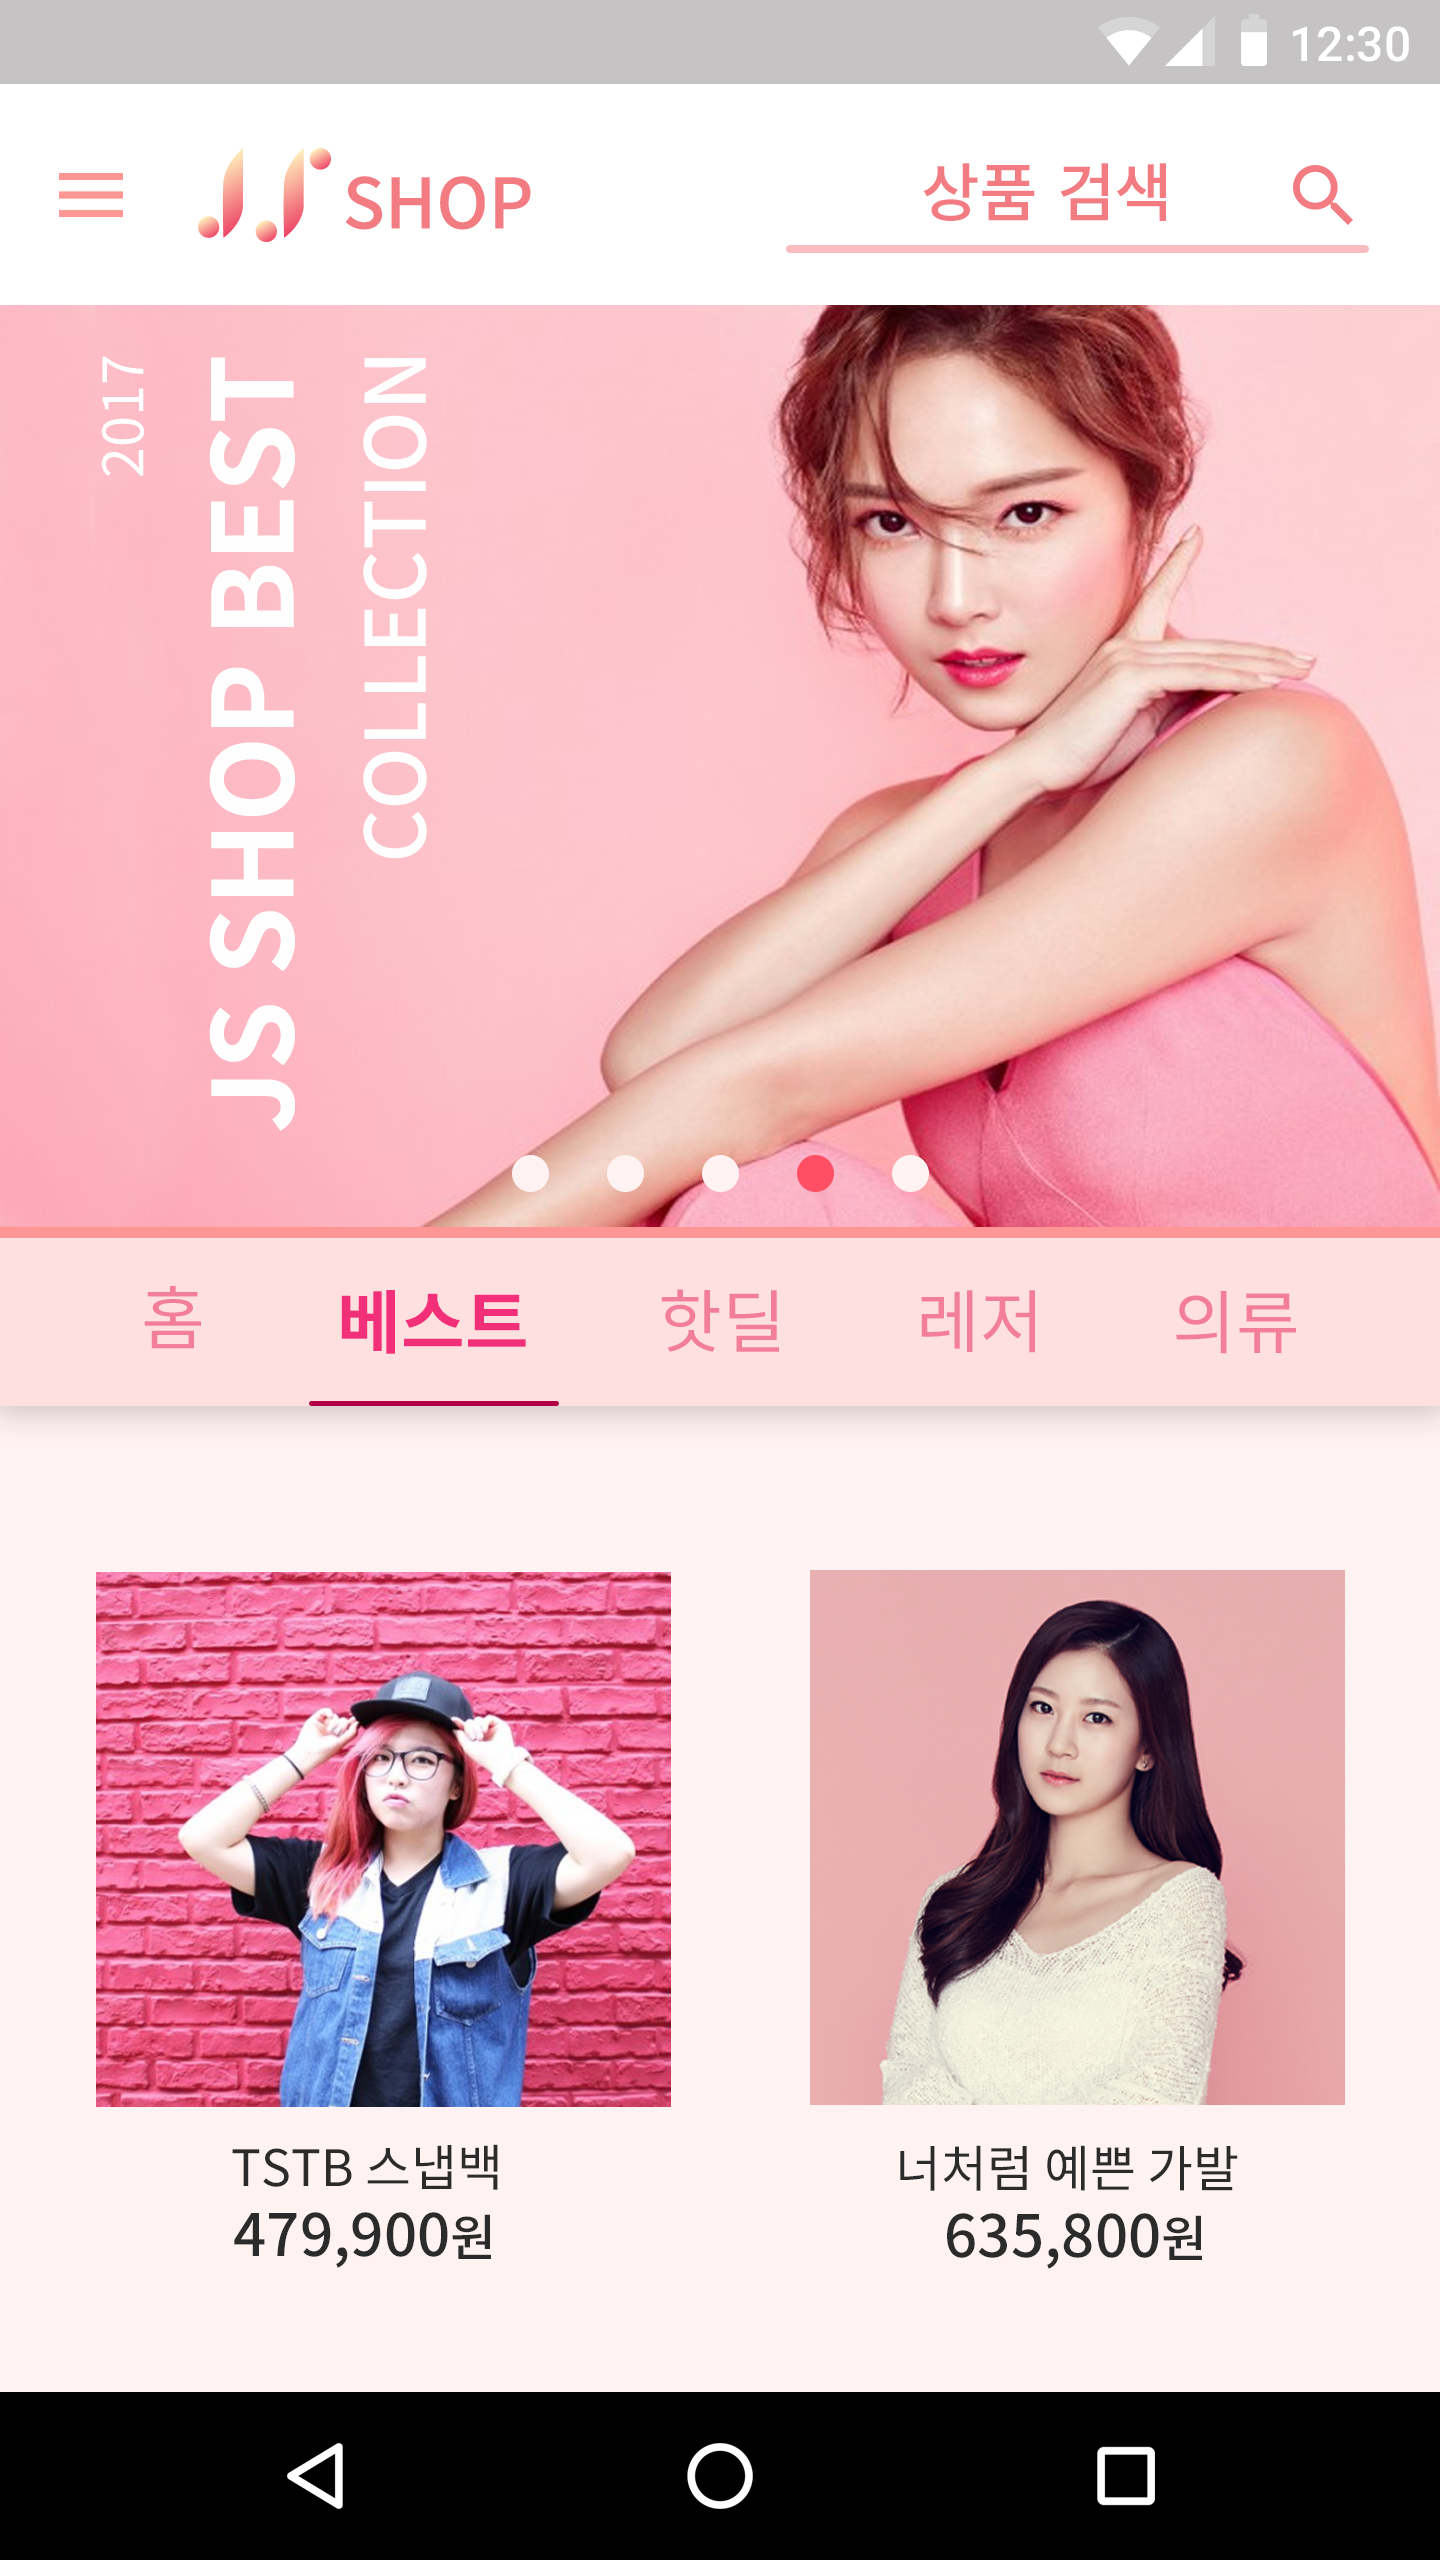 12:30
SHOP
상품 검색
2017
JS SHOP BEST
COLLECTION
홈
베스트
핫딜
레저
의류
TSTB 스냅백
479,900원
너처럼 예쁜 가발
635,800원